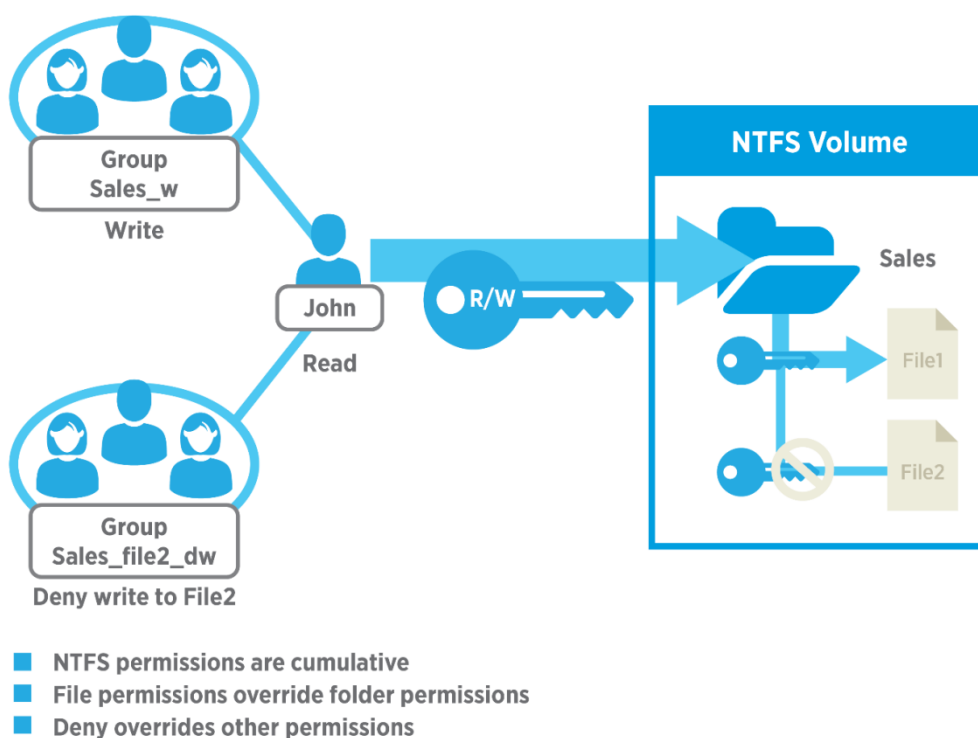 Group
Sales_w
Write
John
Read
Group
Sales_file2_dw
Deny write to File2
R/W
NTFS Volume
Sales
File1
File2
NTFS permissions are cumulative
File permissions override folder permissions
Deny overrides other permissions